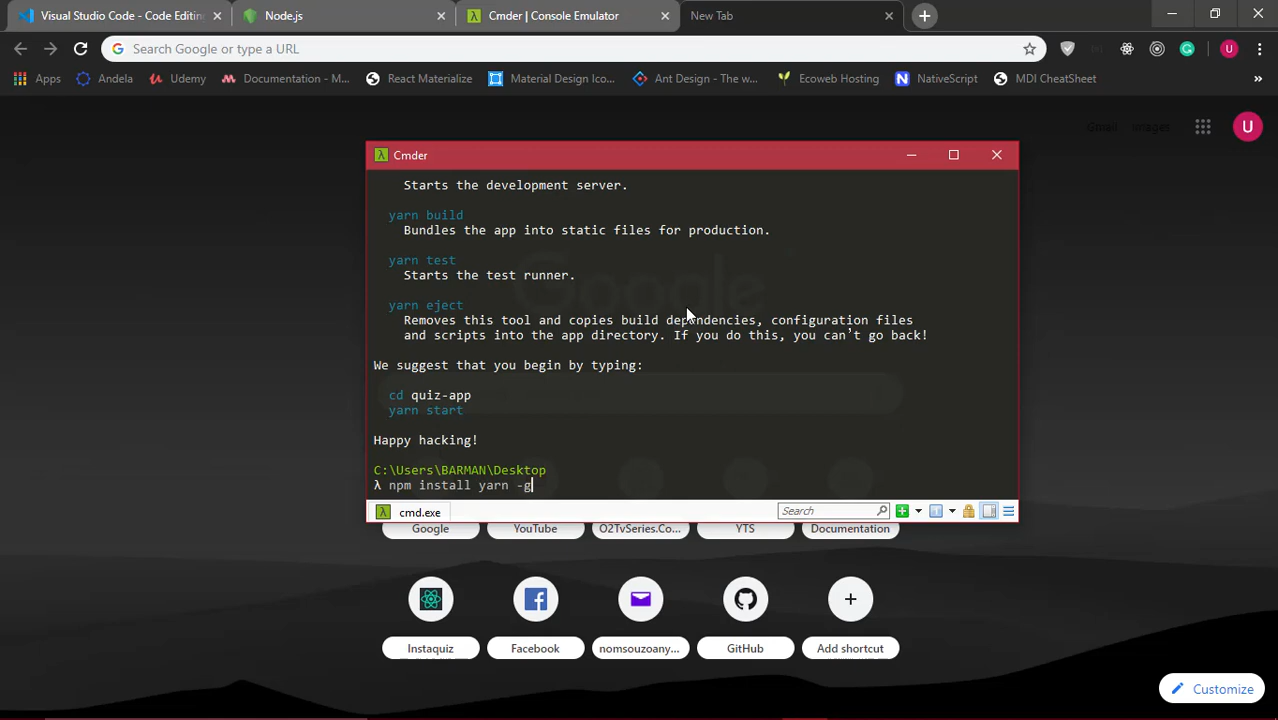 Visual Studio Code - Code Editin
Node.js
Cmder | Console Emulator
New Tab
Search Google or type a URL
U
Apps
Andela
Udemy
Documentation - M...
React Materialize
Material Design Ico...
Ant Design - The w...
Ecoweb Hosting
NativeScript
MDI CheatSheet
»
Gmail
Images
U
λ Cmder
Starts the development server.
yarn build
Bundles the app into static files for production.
yarn test
Starts the test runner.
yarn eject
Removes this tool and copies build dependencies, configuration files
and scripts into the app directory. If you do this, you can’t go back!
We suggest that you begin by typing:
cd quiz-app
yarn start
Happy hacking!
C:\Users\BARMAN\Desktop
λ npm install yarn -g
λ cmd.exe
Search
Google
YouTube
O2TvSeries.Co...
YTS
Documentation
Instaquiz
Facebook
nomsouzoany...
GitHub
Add shortcut
Customize